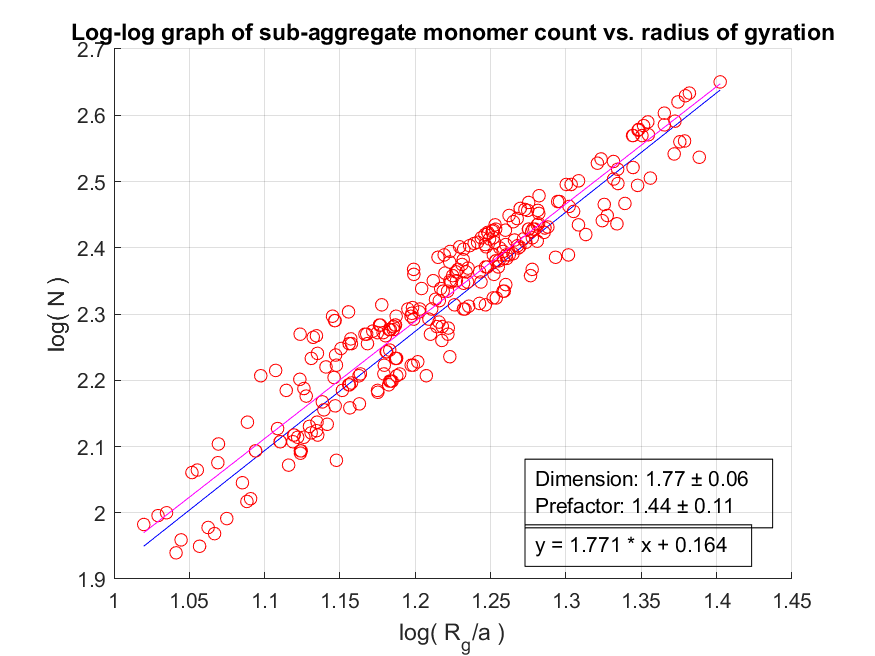 Log-log graph of sub-aggregate monomer count vs. radius of gyration
2.7
2.6
2.5
2.4
2.3
2.2
2.1
2
1.9
log( N )
Dimension: 1.77 ± 0.06
Prefactor: 1.44 ± 0.11
y = 1.771 * x + 0.164
1 1.05 1.1 1.15 1.2 1.25 1.3 1.35 1.4 1.45
log( R_g/a )